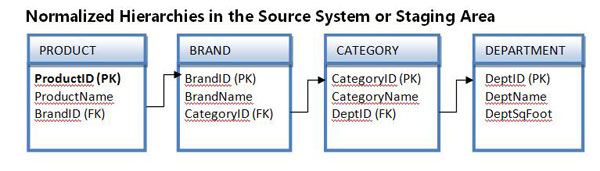 Normalized Hierarchies in the Source System or Staging Area
PRODUCT
ProductID (PK)
ProductName
BrandID (FK)
BRAND
BrandID (PK)
BrandName
CategoryID (FK)
CATEGORY
CategoryID (PK)
CategoryName
DeptID (FK)
DEPARTMENT
DeptID (PK)
DeptName
DeptSqFoot